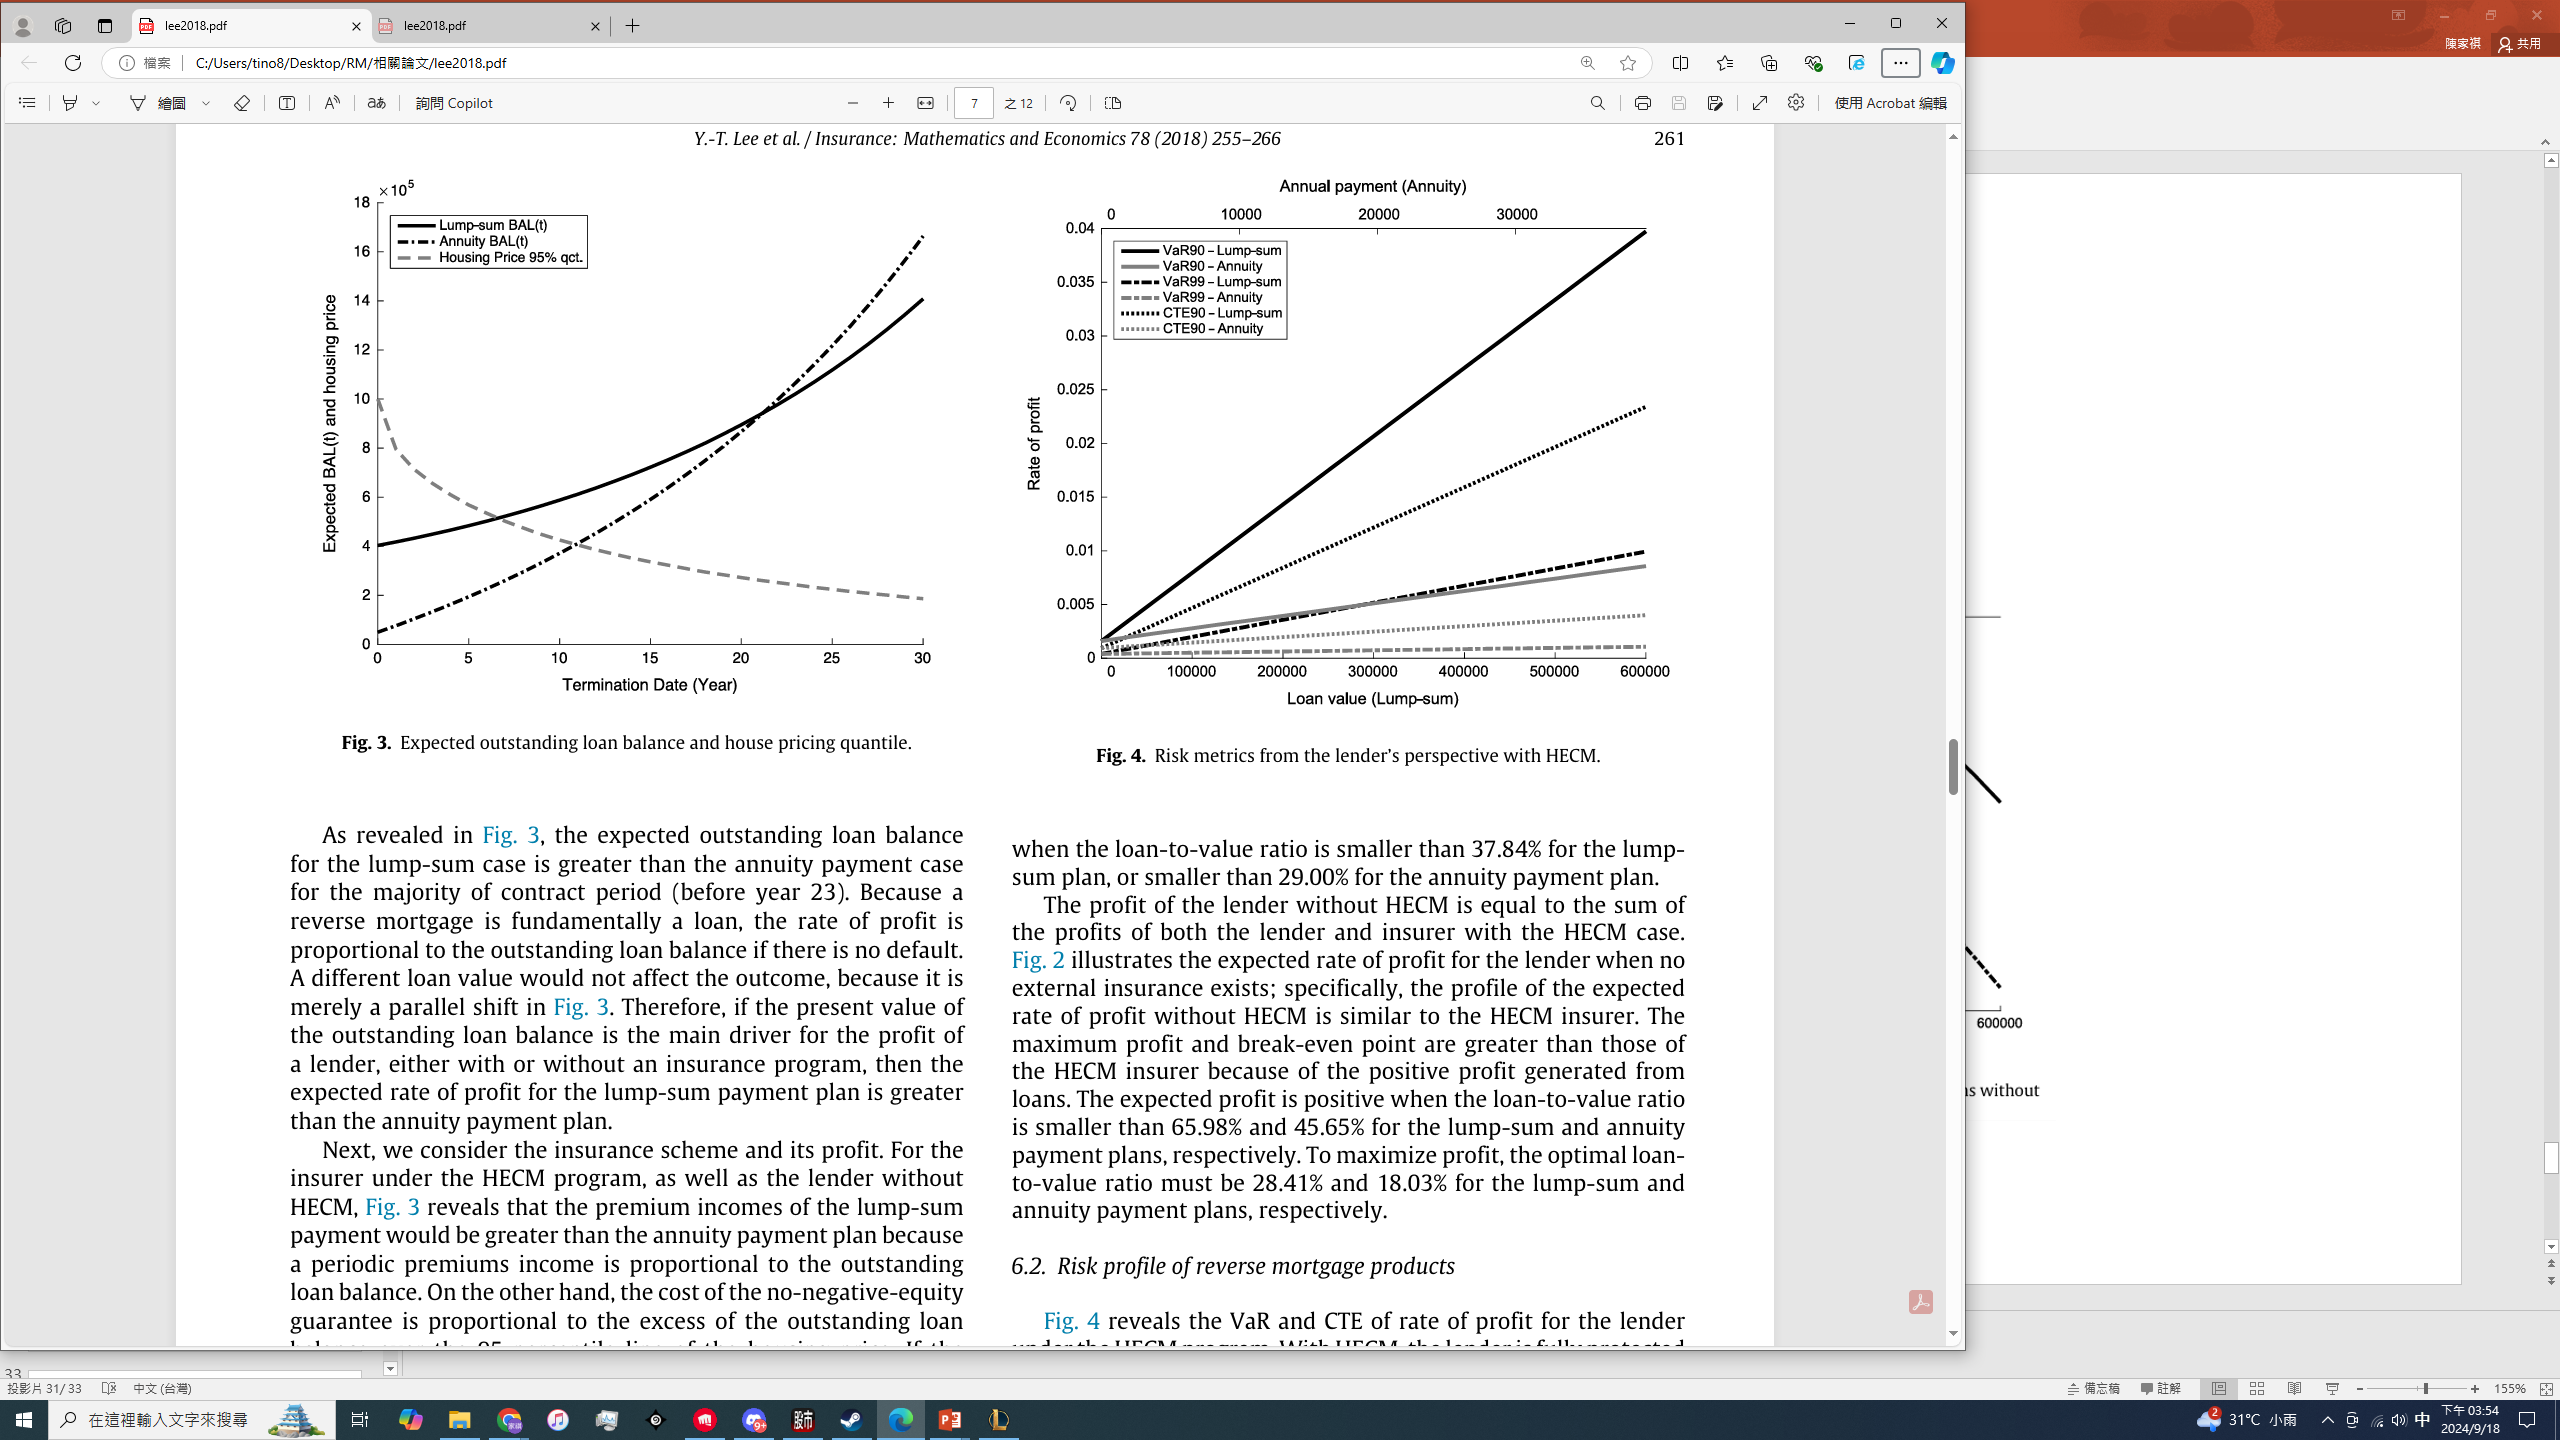 lee2018.pdf
lee2018.pdf
陳家祺
共用
檔案
C:/Users/tino8/Desktop/RM/相關論文/lee2018.pdf
繪圖
aあ
詢問 Copilot
7
之 12
使用 Acrobat 編輯
Y.-T. Lee et al. / Insurance: Mathematics and Economics 78 (2018) 255–266
261
×10⁵
18
16
14
12
10
8
6
4
2
0
Lump-sum BAL(t)
Annuity BAL(t)
Housing Price 95% qct.
Expected BAL(t) and housing price
0 5 10 15 20 25 30
Termination Date (Year)
Fig. 3. Expected outstanding loan balance and house pricing quantile.
Annual payment (Annuity)
0 10000 20000 30000
0.04
0.035
0.03
0.025
0.02
0.015
0.01
0.005
0
VaR90 – Lump-sum
VaR90 – Annuity
VaR99 – Lump-sum
VaR99 – Annuity
CTE90 – Lump-sum
CTE90 – Annuity
Rate of profit
0 100000 200000 300000 400000 500000 600000
Loan value (Lump-sum)
Fig. 4. Risk metrics from the lender's perspective with HECM.
As revealed in Fig. 3, the expected outstanding loan balance
for the lump-sum case is greater than the annuity payment case
for the majority of contract period (before year 23). Because a
reverse mortgage is fundamentally a loan, the rate of profit is
proportional to the outstanding loan balance if there is no default.
A different loan value would not affect the outcome, because it is
merely a parallel shift in Fig. 3. Therefore, if the present value of
the outstanding loan balance is the main driver for the profit of
a lender, either with or without an insurance program, then the
expected rate of profit for the lump-sum payment plan is greater
than the annuity payment plan.
Next, we consider the insurance scheme and its profit. For the
insurer under the HECM program, as well as the lender without
HECM, Fig. 3 reveals that the premium incomes of the lump-sum
payment would be greater than the annuity payment plan because
a periodic premiums income is proportional to the outstanding
loan balance. On the other hand, the cost of the no-negative-equity
guarantee is proportional to the excess of the outstanding loan
when the loan-to-value ratio is smaller than 37.84% for the lump-
sum plan, or smaller than 29.00% for the annuity payment plan.
The profit of the lender without HECM is equal to the sum of
the profits of both the lender and insurer with the HECM case.
Fig. 2 illustrates the expected rate of profit for the lender when no
external insurance exists; specifically, the profile of the expected
rate of profit without HECM is similar to the HECM insurer. The
maximum profit and break-even point are greater than those of
the HECM insurer because of the positive profit generated from
loans. The expected profit is positive when the loan-to-value ratio
is smaller than 65.98% and 45.65% for the lump-sum and annuity
payment plans, respectively. To maximize profit, the optimal loan-
to-value ratio must be 28.41% and 18.03% for the lump-sum and
annuity payment plans, respectively.
6.2. Risk profile of reverse mortgage products
Fig. 4 reveals the VaR and CTE of rate of profit for the lender
under the HECM program. With HECM, the lender is fully protected
600000
ns without
33
投影片 31/ 33
中文 (台灣)
備忘稿
註解
155%
在這裡輸入文字來搜尋
9+
股市
2
31°C 小雨
中
下午 03:54
2024/9/18